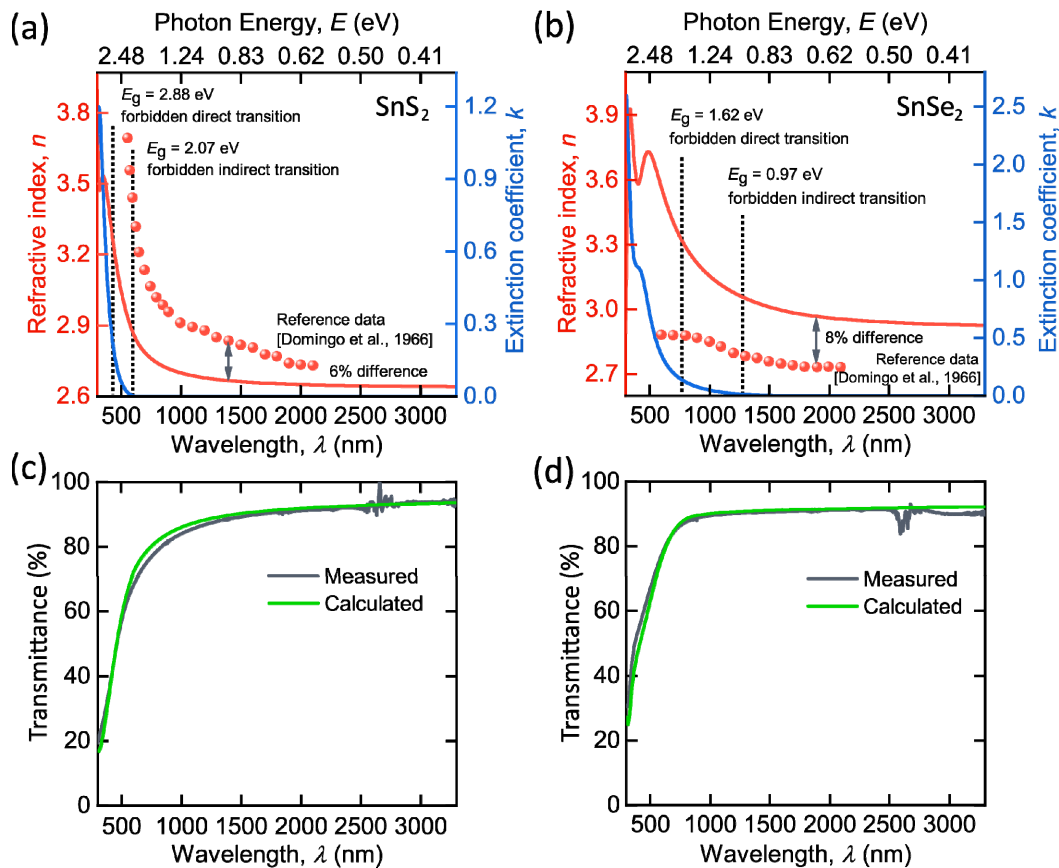 (a)
Photon Energy, E (eV)
2.48 1.24 0.83 0.62 0.50 0.41
Refractive index, n
3.8
3.5
3.2
2.9
2.6
Eg = 2.88 eV
forbidden direct transition
SnS2
Eg = 2.07 eV
forbidden indirect transition
Reference data
[Domingo et al., 1966]
6% difference
1.2
0.9
0.6
0.3
0.0
Extinction coefficient, k
500 1000 1500 2000 2500 3000
Wavelength, λ (nm)
(b)
Photon Energy, E (eV)
2.48 1.24 0.83 0.62 0.50 0.41
Refractive index, n
3.9
3.6
3.3
3.0
2.7
Eg = 1.62 eV
forbidden direct transition
SnSe2
Eg = 0.97 eV
forbidden indirect transition
8% difference
Reference data
[Domingo et al., 1966]
2.5
2.0
1.5
1.0
0.5
0.0
Extinction coefficient, k
500 1000 1500 2000 2500 3000
Wavelength, λ (nm)
(c)
Transmittance (%)
100
80
60
40
20
0
Measured
Calculated
500 1000 1500 2000 2500 3000
Wavelength, λ (nm)
(d)
Transmittance (%)
100
80
60
40
20
0
Measured
Calculated
500 1000 1500 2000 2500 3000
Wavelength, λ (nm)